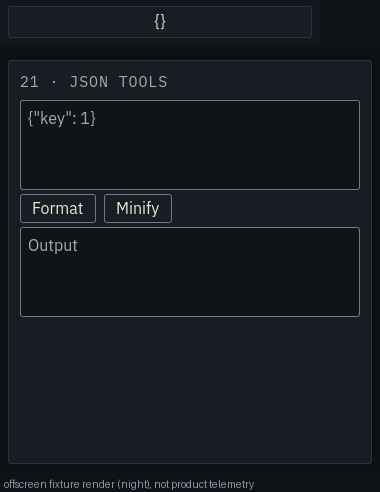 {}
21 · JSON TOOLS
{"key": 1}
Format Minify
Output
offscreen fixture render (night), not product telemetry